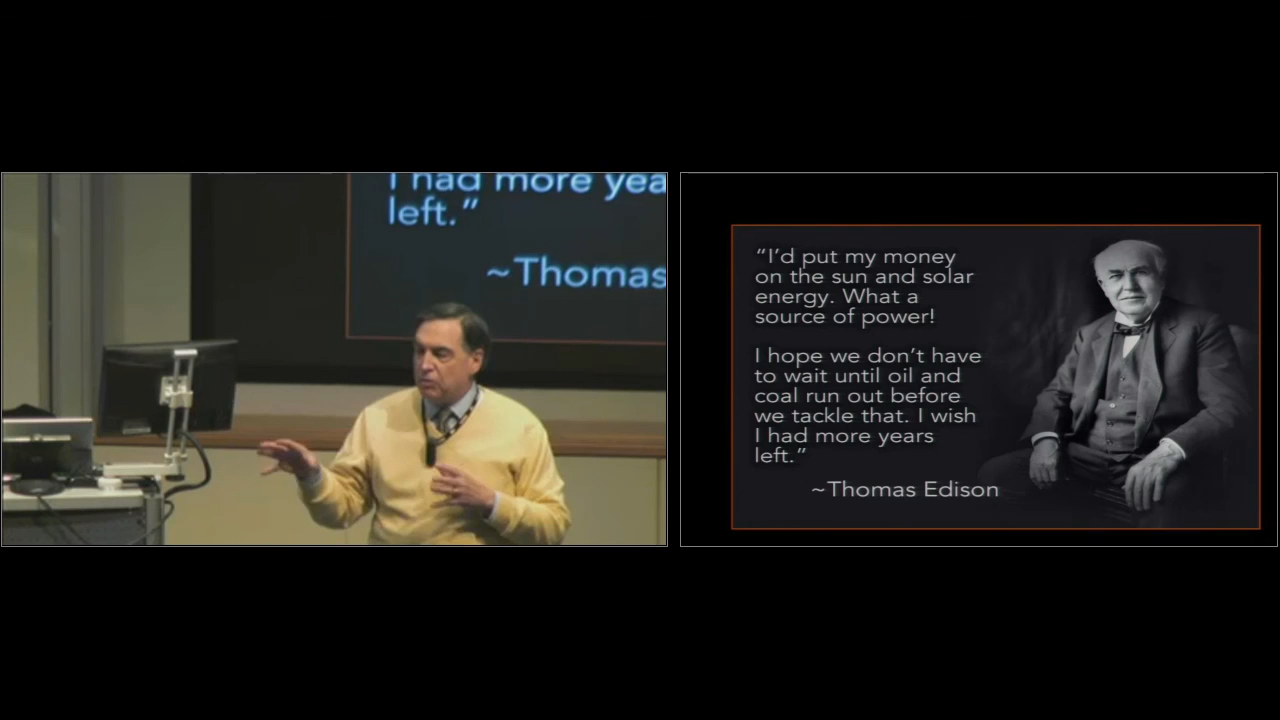 I had more yea
left.”
~Thomas
“I’d put my money
on the sun and solar
energy. What a
source of power!
I hope we don’t have
to wait until oil and
coal run out before
we tackle that. I wish
I had more years
left.”
~Thomas Edison